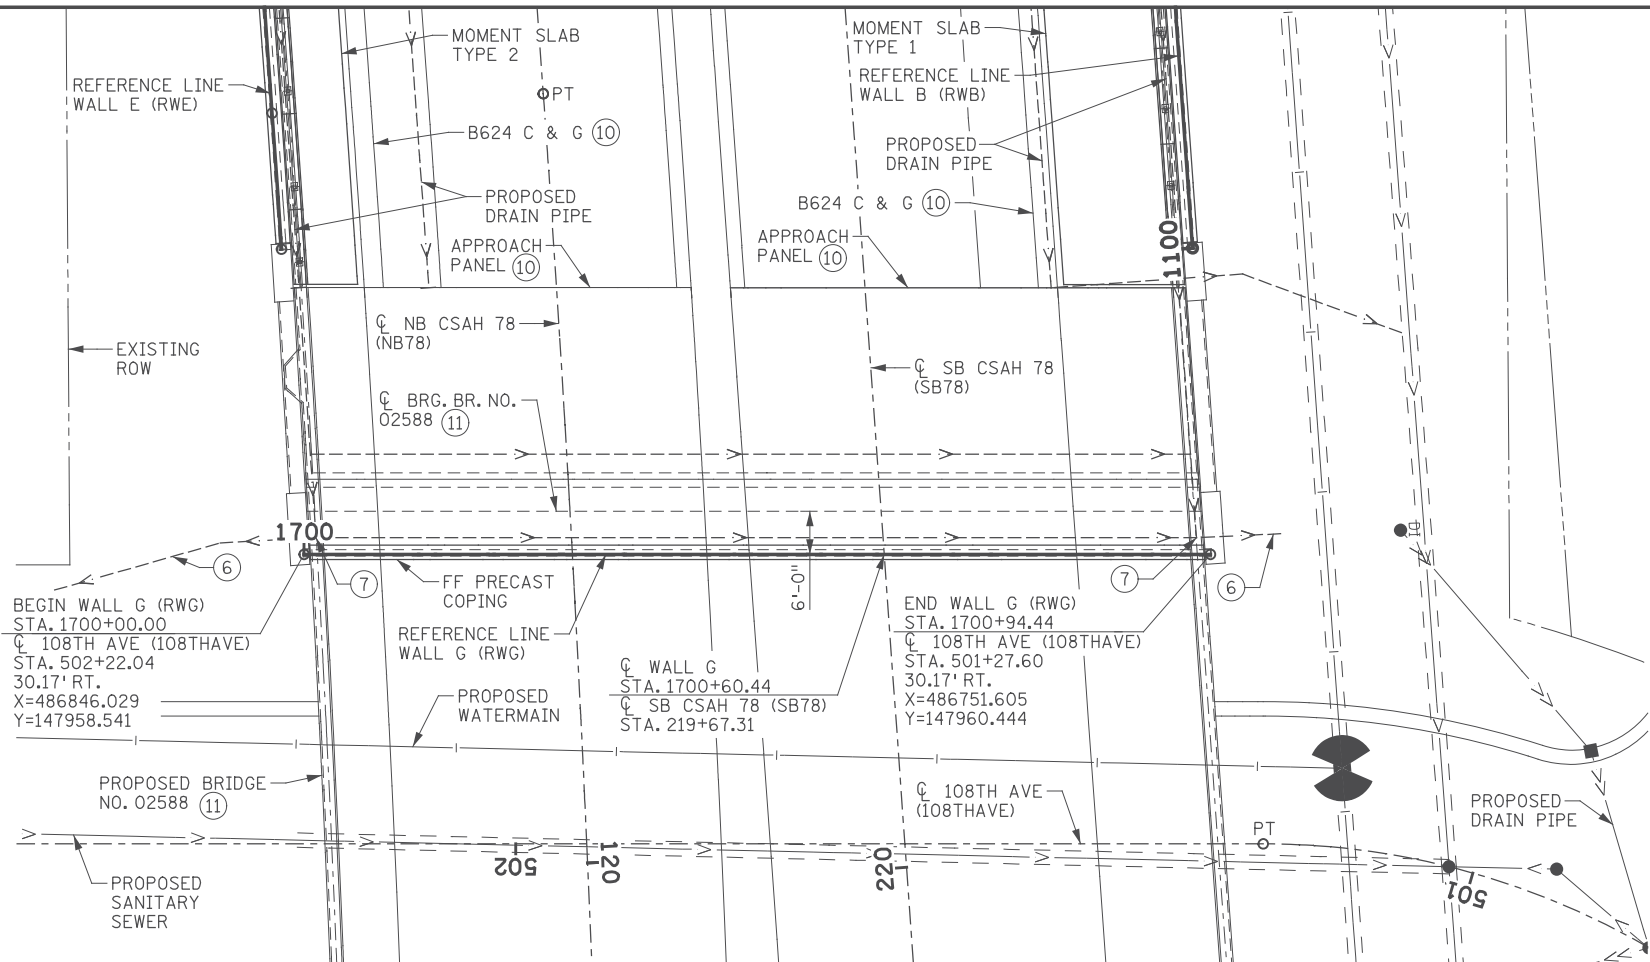 MOMENT SLAB
TYPE 2
MOMENT SLAB
TYPE 1
REFERENCE LINE
WALL E (RWE)
REFERENCE LINE
WALL B (RWB)
PT
B624 C & G 10
PROPOSED
DRAIN PIPE
PROPOSED
DRAIN PIPE
B624 C & G 10
APPROACH
PANEL 10
APPROACH
PANEL 10
1100
℄ NB CSAH 78
(NB78)
EXISTING
ROW
℄ SB CSAH 78
(SB78)
℄ BRG. BR. NO.
02588 11
1700
6
7
FF PRECAST
COPING
6'-0"
7
6
BEGIN WALL G (RWG)
STA. 1700+00.00
℄ 108TH AVE (108THAVE)
STA. 502+22.04
30.17' RT.
X=486846.029
Y=147958.541
REFERENCE LINE
WALL G (RWG)
END WALL G (RWG)
STA. 1700+94.44
℄ 108TH AVE (108THAVE)
STA. 501+27.60
30.17' RT.
X=486751.605
Y=147960.444
℄ WALL G
STA. 1700+60.44
℄ SB CSAH 78 (SB78)
STA. 219+67.31
PROPOSED
WATERMAIN
PROPOSED BRIDGE
NO. 02588 11
℄ 108TH AVE
(108THAVE)
PT
PROPOSED
DRAIN PIPE
502
120
220
501
PROPOSED
SANITARY
SEWER